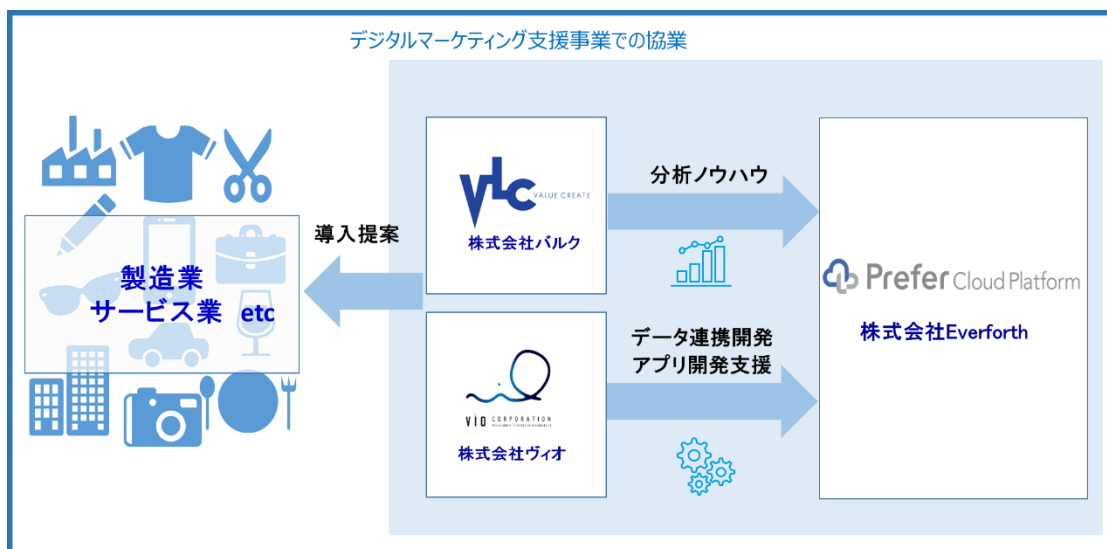 デジタルマーケティング支援事業での協業
導入提案
製造業
サービス業 etc
VLC VALUE CREATE
株式会社バルク
分析ノウハウ
VIO CORPORATION
株式会社ヴィオ
データ連携開発
アプリ開発支援
Prefer Cloud Platform
株式会社Everforth